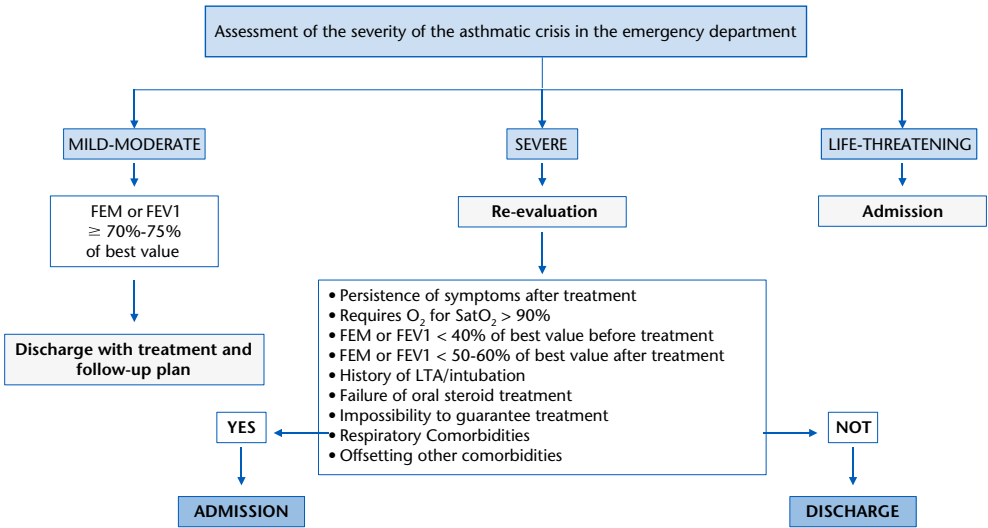 Assessment of the severity of the asthmatic crisis in the emergency department
MILD-MODERATE
SEVERE
LIFE-THREATENING
FEM or FEV1
≧ 70%-75%
of best value
Re-evaluation
Admission
Discharge with treatment and
follow-up plan
• Persistence of symptoms after treatment
• Requires O₂ for SatO₂ > 90%
• FEM or FEV1 < 40% of best value before treatment
• FEM or FEV1 < 50-60% of best value after treatment
• History of LTA/intubation
• Failure of oral steroid treatment
• Impossibility to guarantee treatment
• Respiratory Comorbidities
• Offsetting other comorbidities
YES
NOT
ADMISSION
DISCHARGE